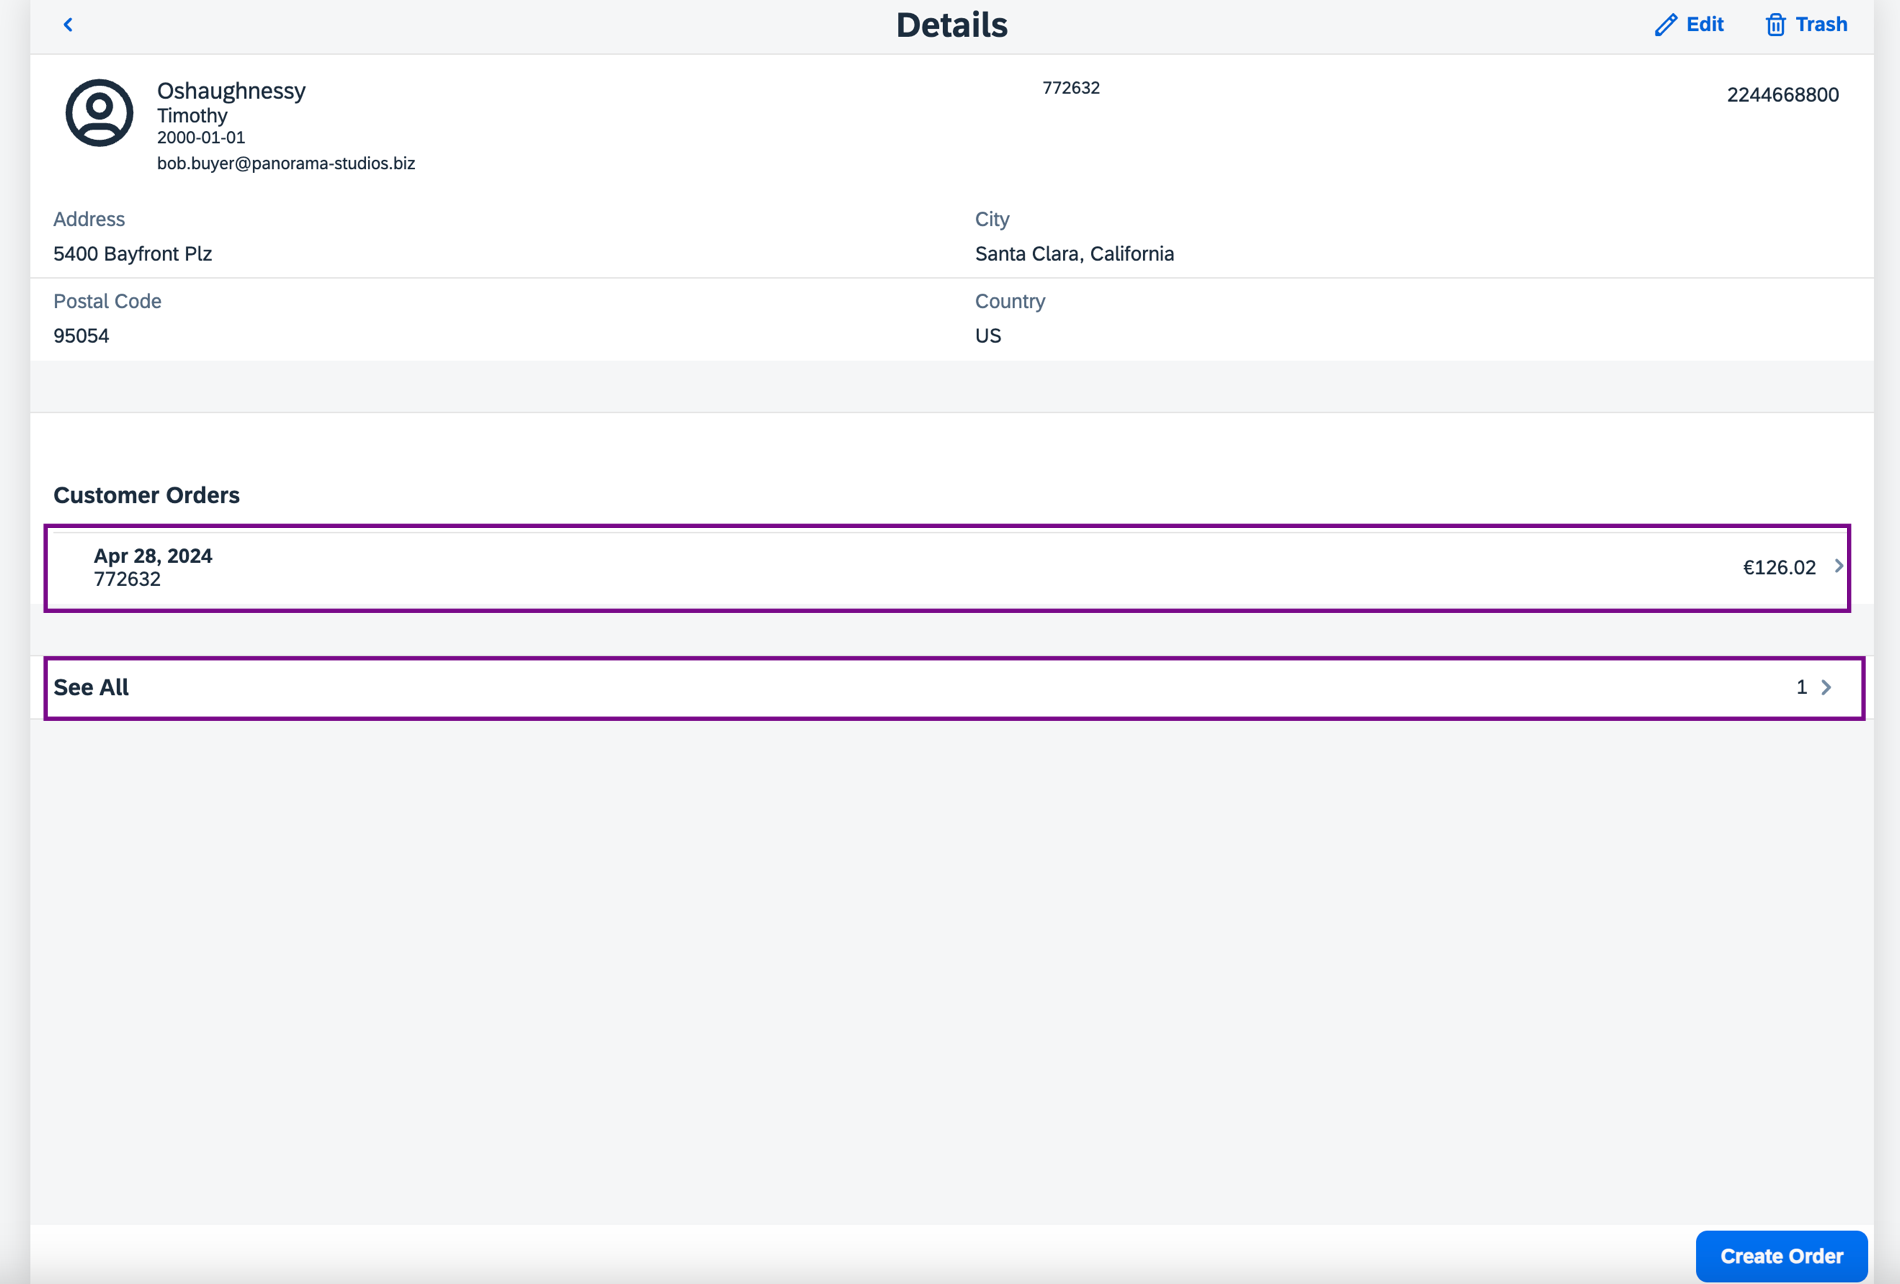 Details
Edit
Trash
Oshaughnessy
Timothy
2000-01-01
bob.buyer@panorama-studios.biz
772632
2244668800
Address
5400 Bayfront Plz
City
Santa Clara, California
Postal Code
95054
Country
US
Customer Orders
Apr 28, 2024
772632
€126.02
See All
1
Create Order